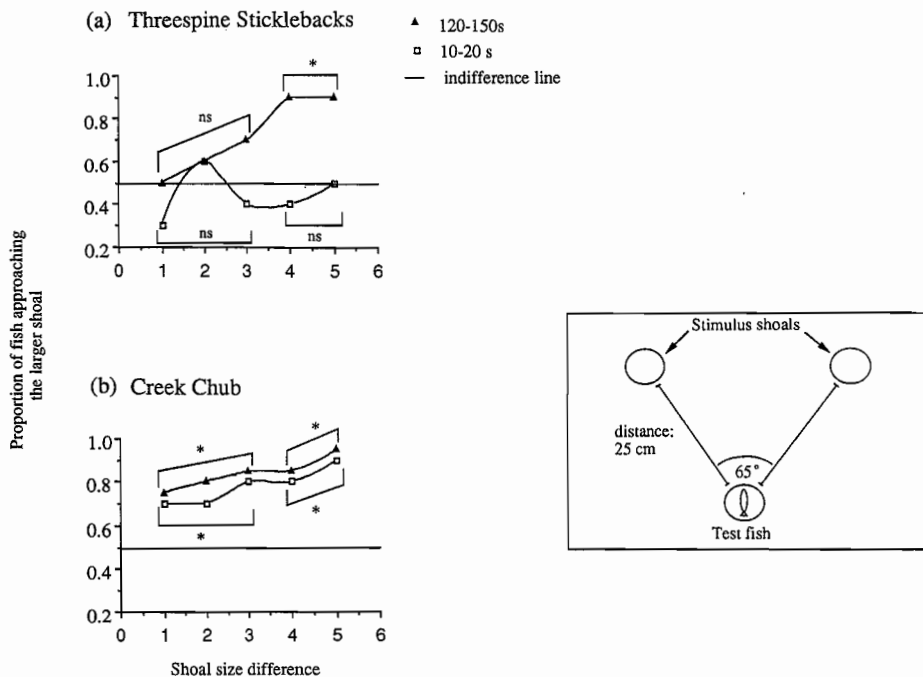 (a) Threespine Sticklebacks
120-150s
10-20 s
indifference line
1.0
0.8
0.6
0.4
0.2
*
ns
ns
ns
0 1 2 3 4 5 6
Proportion of fish approaching
the larger shoal
(b) Creek Chub
1.0
0.8
0.6
0.4
0.2
*
*
*
*
0 1 2 3 4 5 6
Shoal size difference
Stimulus shoals
distance:
25 cm
65°
Test fish